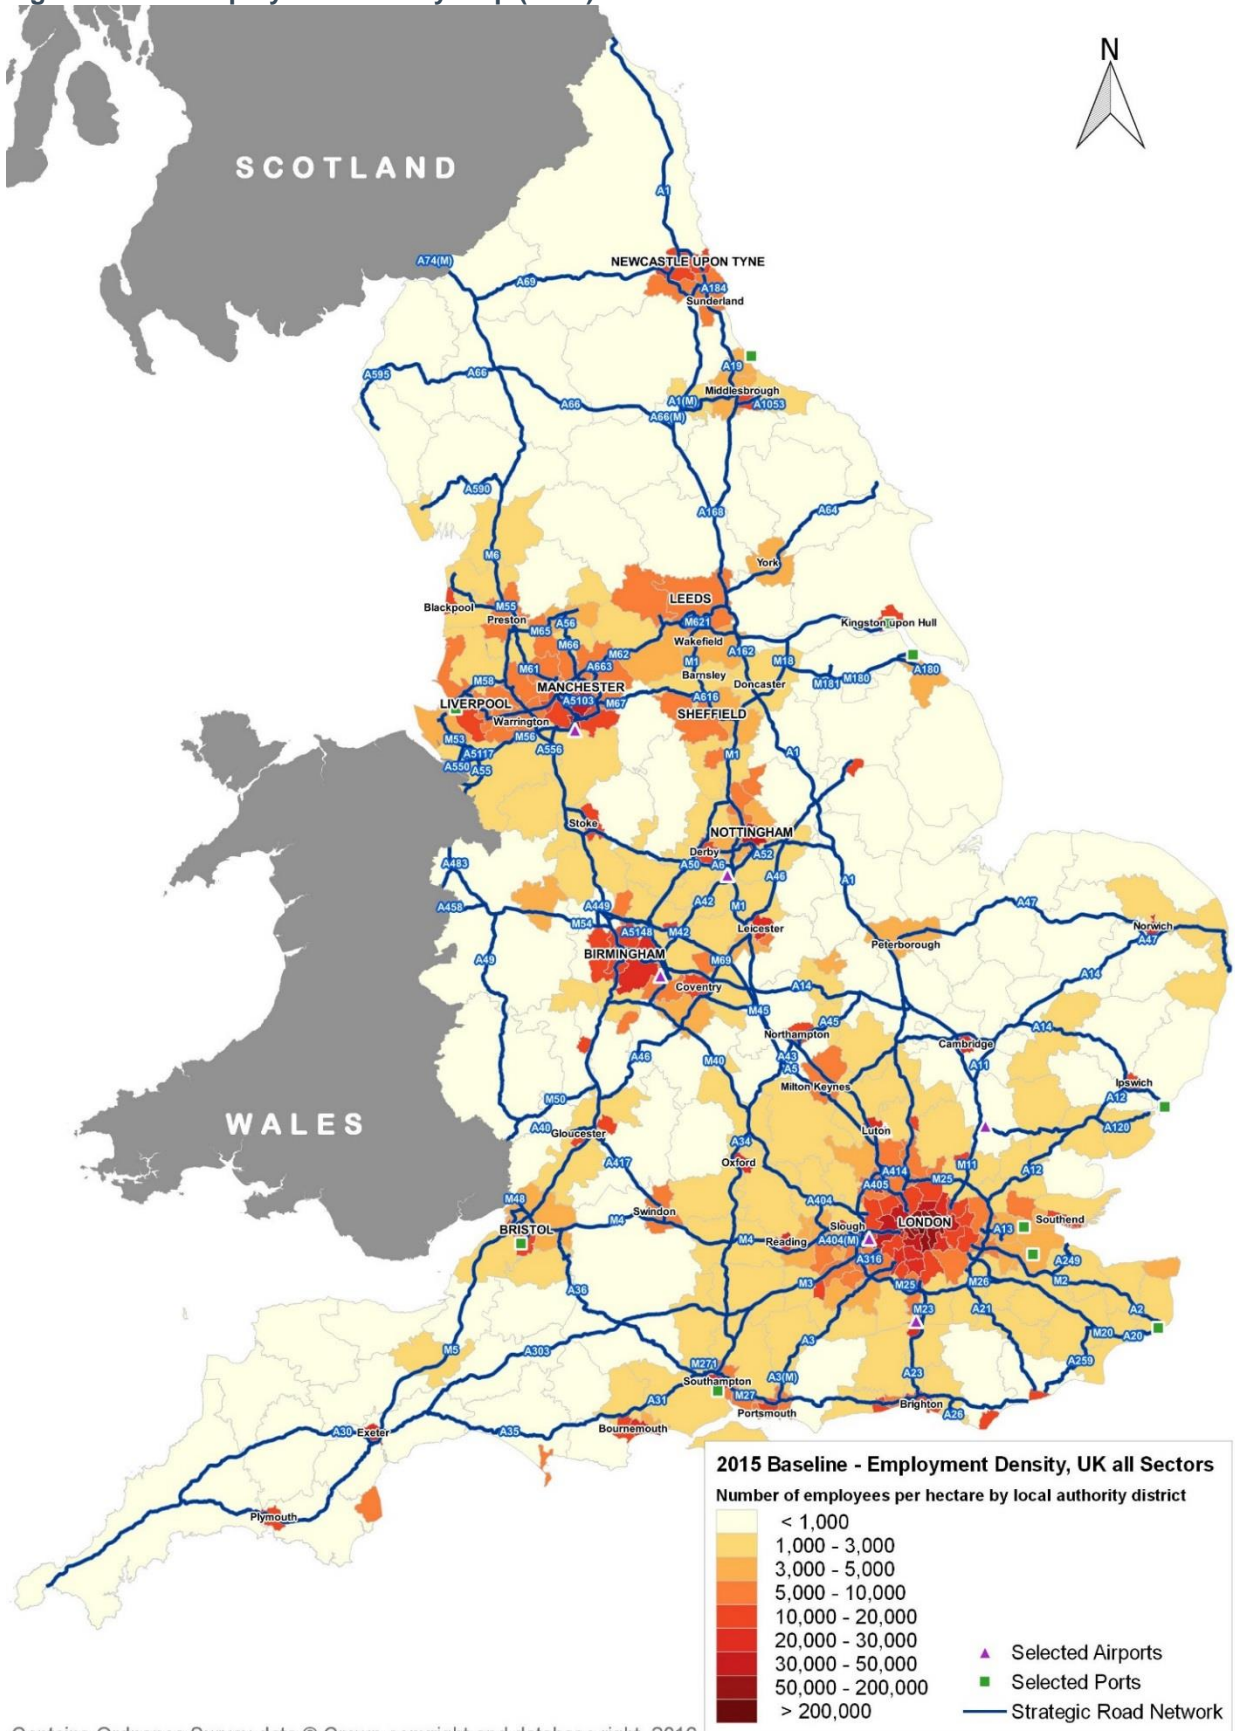 N
SCOTLAND
A1
A74(M)
NEWCASTLE UPON TYNE
A69
A184
Sunderland
A19
A595
A66
Middlesbrough
A1(M)
A1053
A66
A66(M)
A590
A168
A64
M6
York
LEEDS
Blackpool
M55
Preston
A56
M621
Kingston upon Hull
M65
M66
Wakefield
M62
A162
M18
A180
M61
A663
M1
Barnsley
M181
M180
M58
MANCHESTER
Doncaster
LIVERPOOL
A5103
M67
A616
SHEFFIELD
Warrington
M53
M56
A556
A5117
M1
A1
A550
A55
Stoke
NOTTINGHAM
Derby
A52
A483
A50
A6
A46
A1
A458
A449
A42
M1
A47
M54
A5148
M42
Leicester
Norwich
A47
BIRMINGHAM
Peterborough
A49
M69
A14
Coventry
A14
M45
A45
A14
Northampton
Cambridge
A46
M40
A43
A5
A11
Milton Keynes
Ipswich
M50
A12
A40
Gloucester
Luton
A120
A34
A417
Oxford
A414
M11
A12
A405
M25
M48
A404
Swindon
Slough
LONDON
Southend
BRISTOL
M4
A13
M4
Reading
A404(M)
A316
A249
M3
M25
M26
M2
A36
M23
A21
A2
M20
A20
A3
M5
A303
A259
M271
A23
Southampton
A3(M)
A31
M27
Brighton
Portsmouth
A26
A30
Exeter
A35
Bournemouth
Plymouth
WALES
2015 Baseline - Employment Density, UK all Sectors
Number of employees per hectare by local authority district
< 1,000
1,000 - 3,000
3,000 - 5,000
5,000 - 10,000
10,000 - 20,000
20,000 - 30,000
30,000 - 50,000
50,000 - 200,000
> 200,000
Selected Airports
Selected Ports
Strategic Road Network